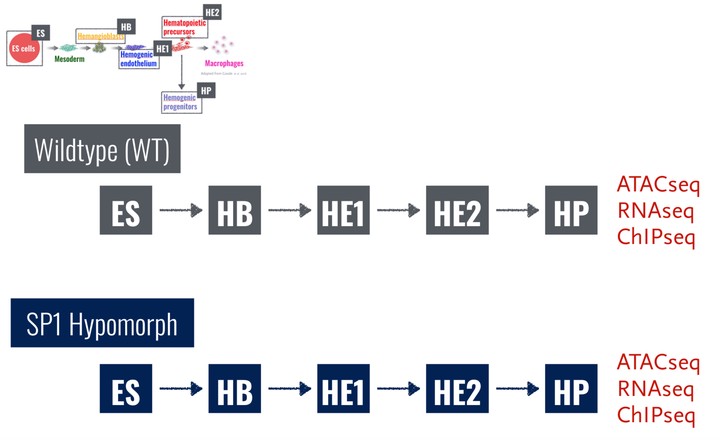 ES
ES cells
Mesoderm
HB
Hemangioblasts
HE1
Hemogenic
endothelium
HE2
Hematopoietic
precursors
Macrophages
HP
Hemogenic
progenitors
Wildtype (WT)
ES HB HE1 HE2 HP
ATACseq
RNAseq
ChIPseq
SP1 Hypomorph
ES HB HE1 HE2 HP
ATACseq
RNAseq
ChIPseq